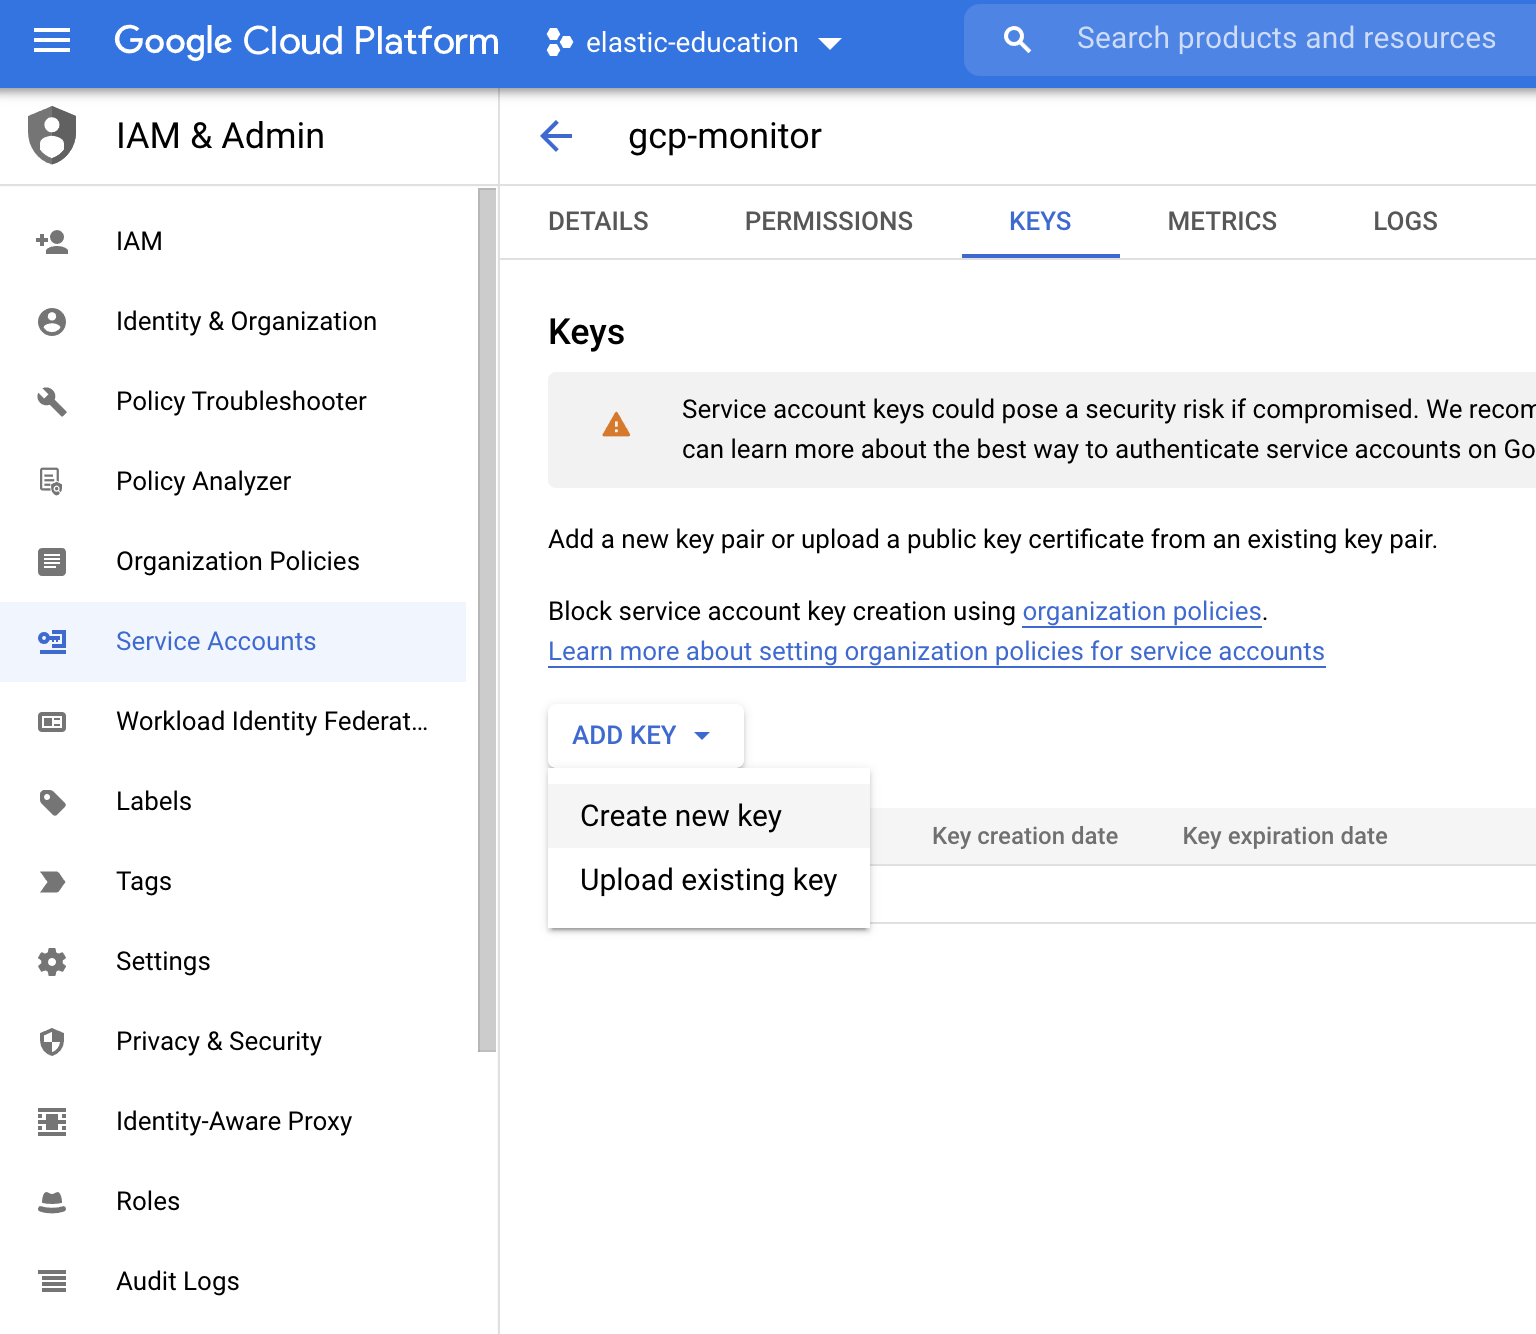 Google Cloud Platform
elastic-education
Search products and resources
IAM & Admin
gcp-monitor
DETAILS
PERMISSIONS
KEYS
METRICS
LOGS
IAM
Identity & Organization
Policy Troubleshooter
Policy Analyzer
Organization Policies
Service Accounts
Workload Identity Federat...
Labels
Tags
Settings
Privacy & Security
Identity-Aware Proxy
Roles
Audit Logs
Keys
Service account keys could pose a security risk if compromised. We recom
can learn more about the best way to authenticate service accounts on Go
Add a new key pair or upload a public key certificate from an existing key pair.
Block service account key creation using organization policies.
Learn more about setting organization policies for service accounts
ADD KEY
Create new key
Upload existing key
Key creation date
Key expiration date